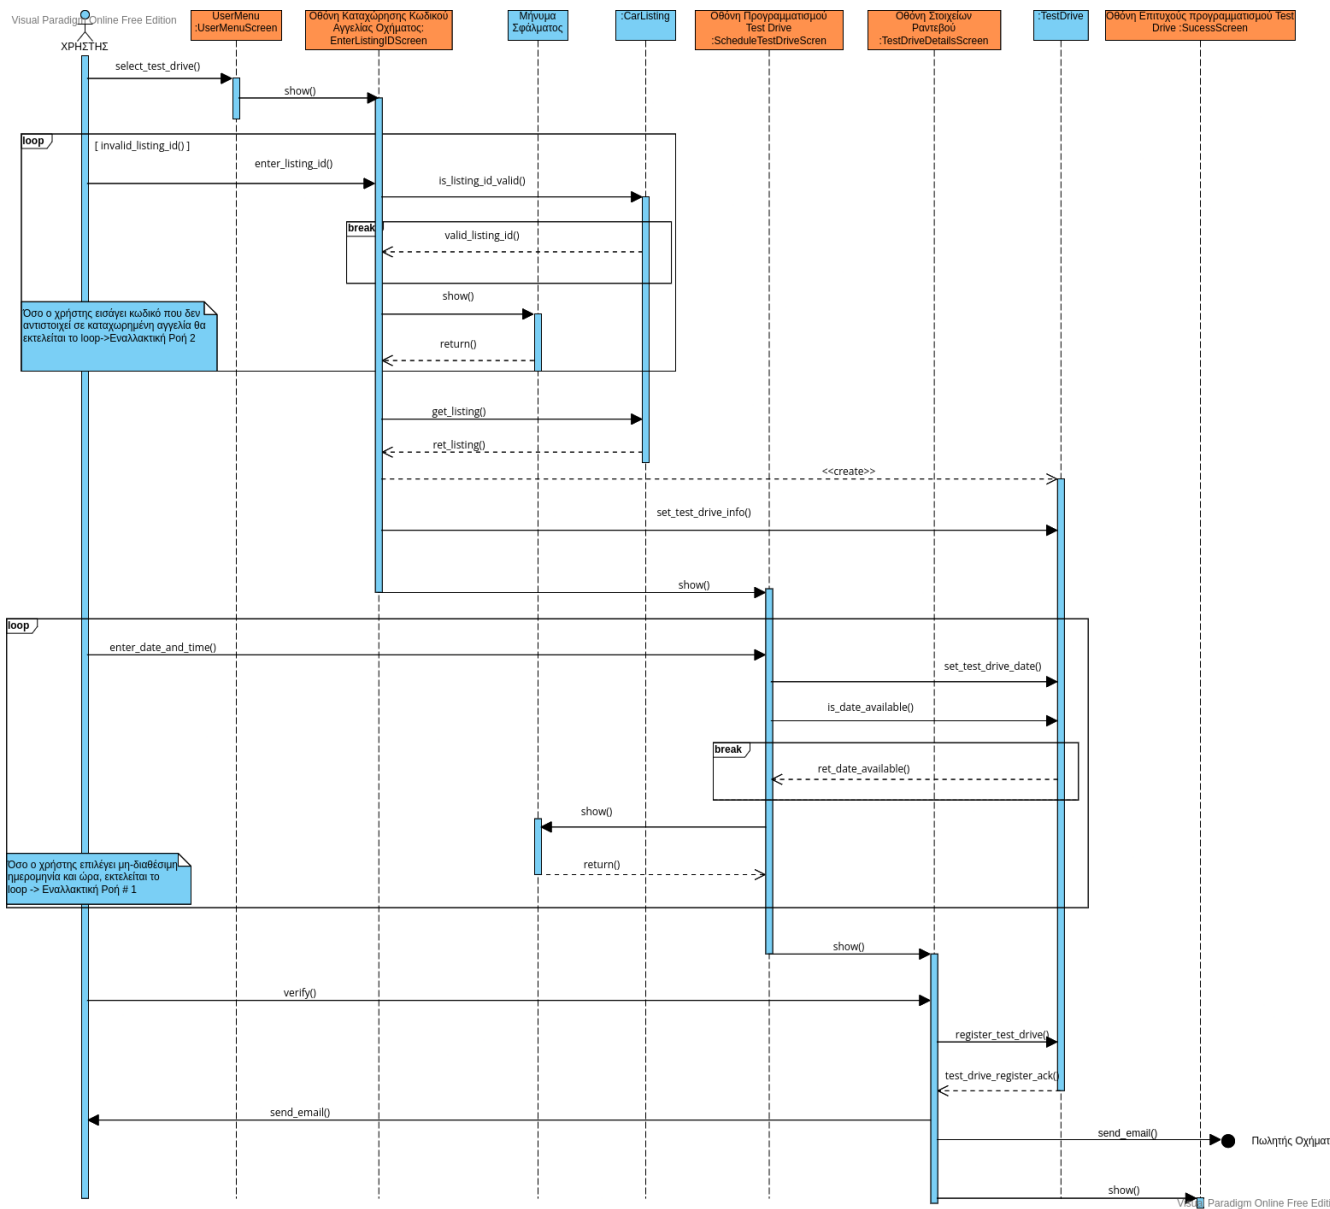 Visual Paradigm Online Free Edition
ΧΡΗΣΤΗΣ
UserMenu
:UserMenuScreen
Οθόνη Καταχώρησης Κωδικού
Αγγελίας Οχήματος:
EnterListingIDScreen
Μήνυμα
Σφάλματος
:CarListing
Οθόνη Προγραμματισμού
Test Drive
:ScheduleTestDriveScren
Οθόνη Στοιχείων
Ραντεβού
:TestDriveDetailsScreen
:TestDrive
Οθόνη Επιτυχούς προγραμματισμού Test
Drive :SucessScreen
select_test_drive()
show()
loop
[ invalid_listing_id() ]
enter_listing_id()
is_listing_id_valid()
break
valid_listing_id()
show()
Όσο ο χρήστης εισάγει κωδικό που δεν
αντιστοιχεί σε καταχωρημένη αγγελία θα
εκτελείται το loop->Εναλλακτική Ροή 2
return()
get_listing()
ret_listing()
<<create>>
set_test_drive_info()
show()
loop
enter_date_and_time()
set_test_drive_date()
is_date_available()
break
ret_date_available()
show()
Όσο ο χρήστης επιλέγει μη-διαθέσιμη
ημερομηνία και ώρα, εκτελείται το
loop -> Εναλλακτική Ροή # 1
return()
show()
verify()
register_test_drive()
test_drive_register_ack()
send_email()
send_email()
Πωλητής Οχήματ
show()
Visual Paradigm Online Free Editi